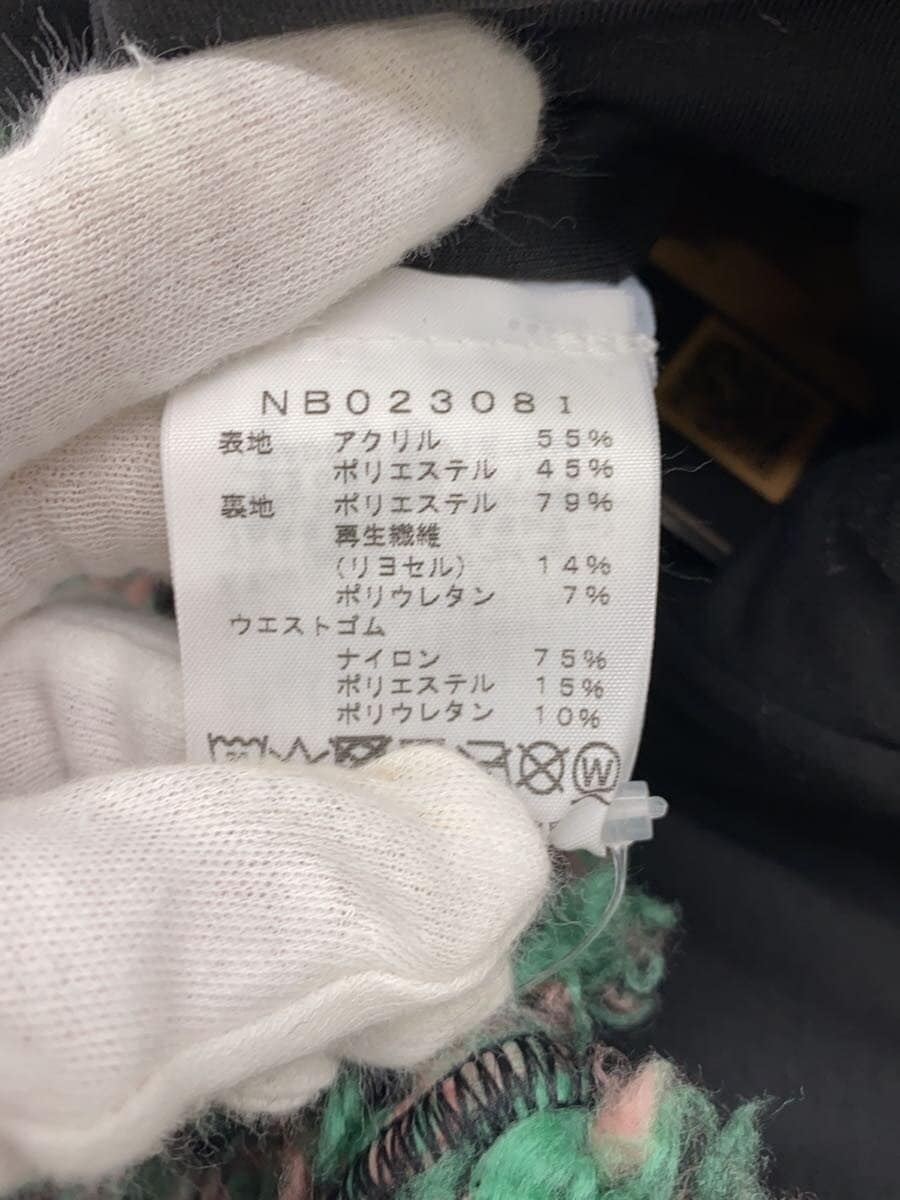 NB02308I
表地 アクリル 55%
ポリエステル 45%
裏地 ポリエステル 79%
再生繊維
(リヨセル) 14%
ポリウレタン 7%
ウエストゴム
ナイロン 75%
ポリエステル 15%
ポリウレタン 10%
W